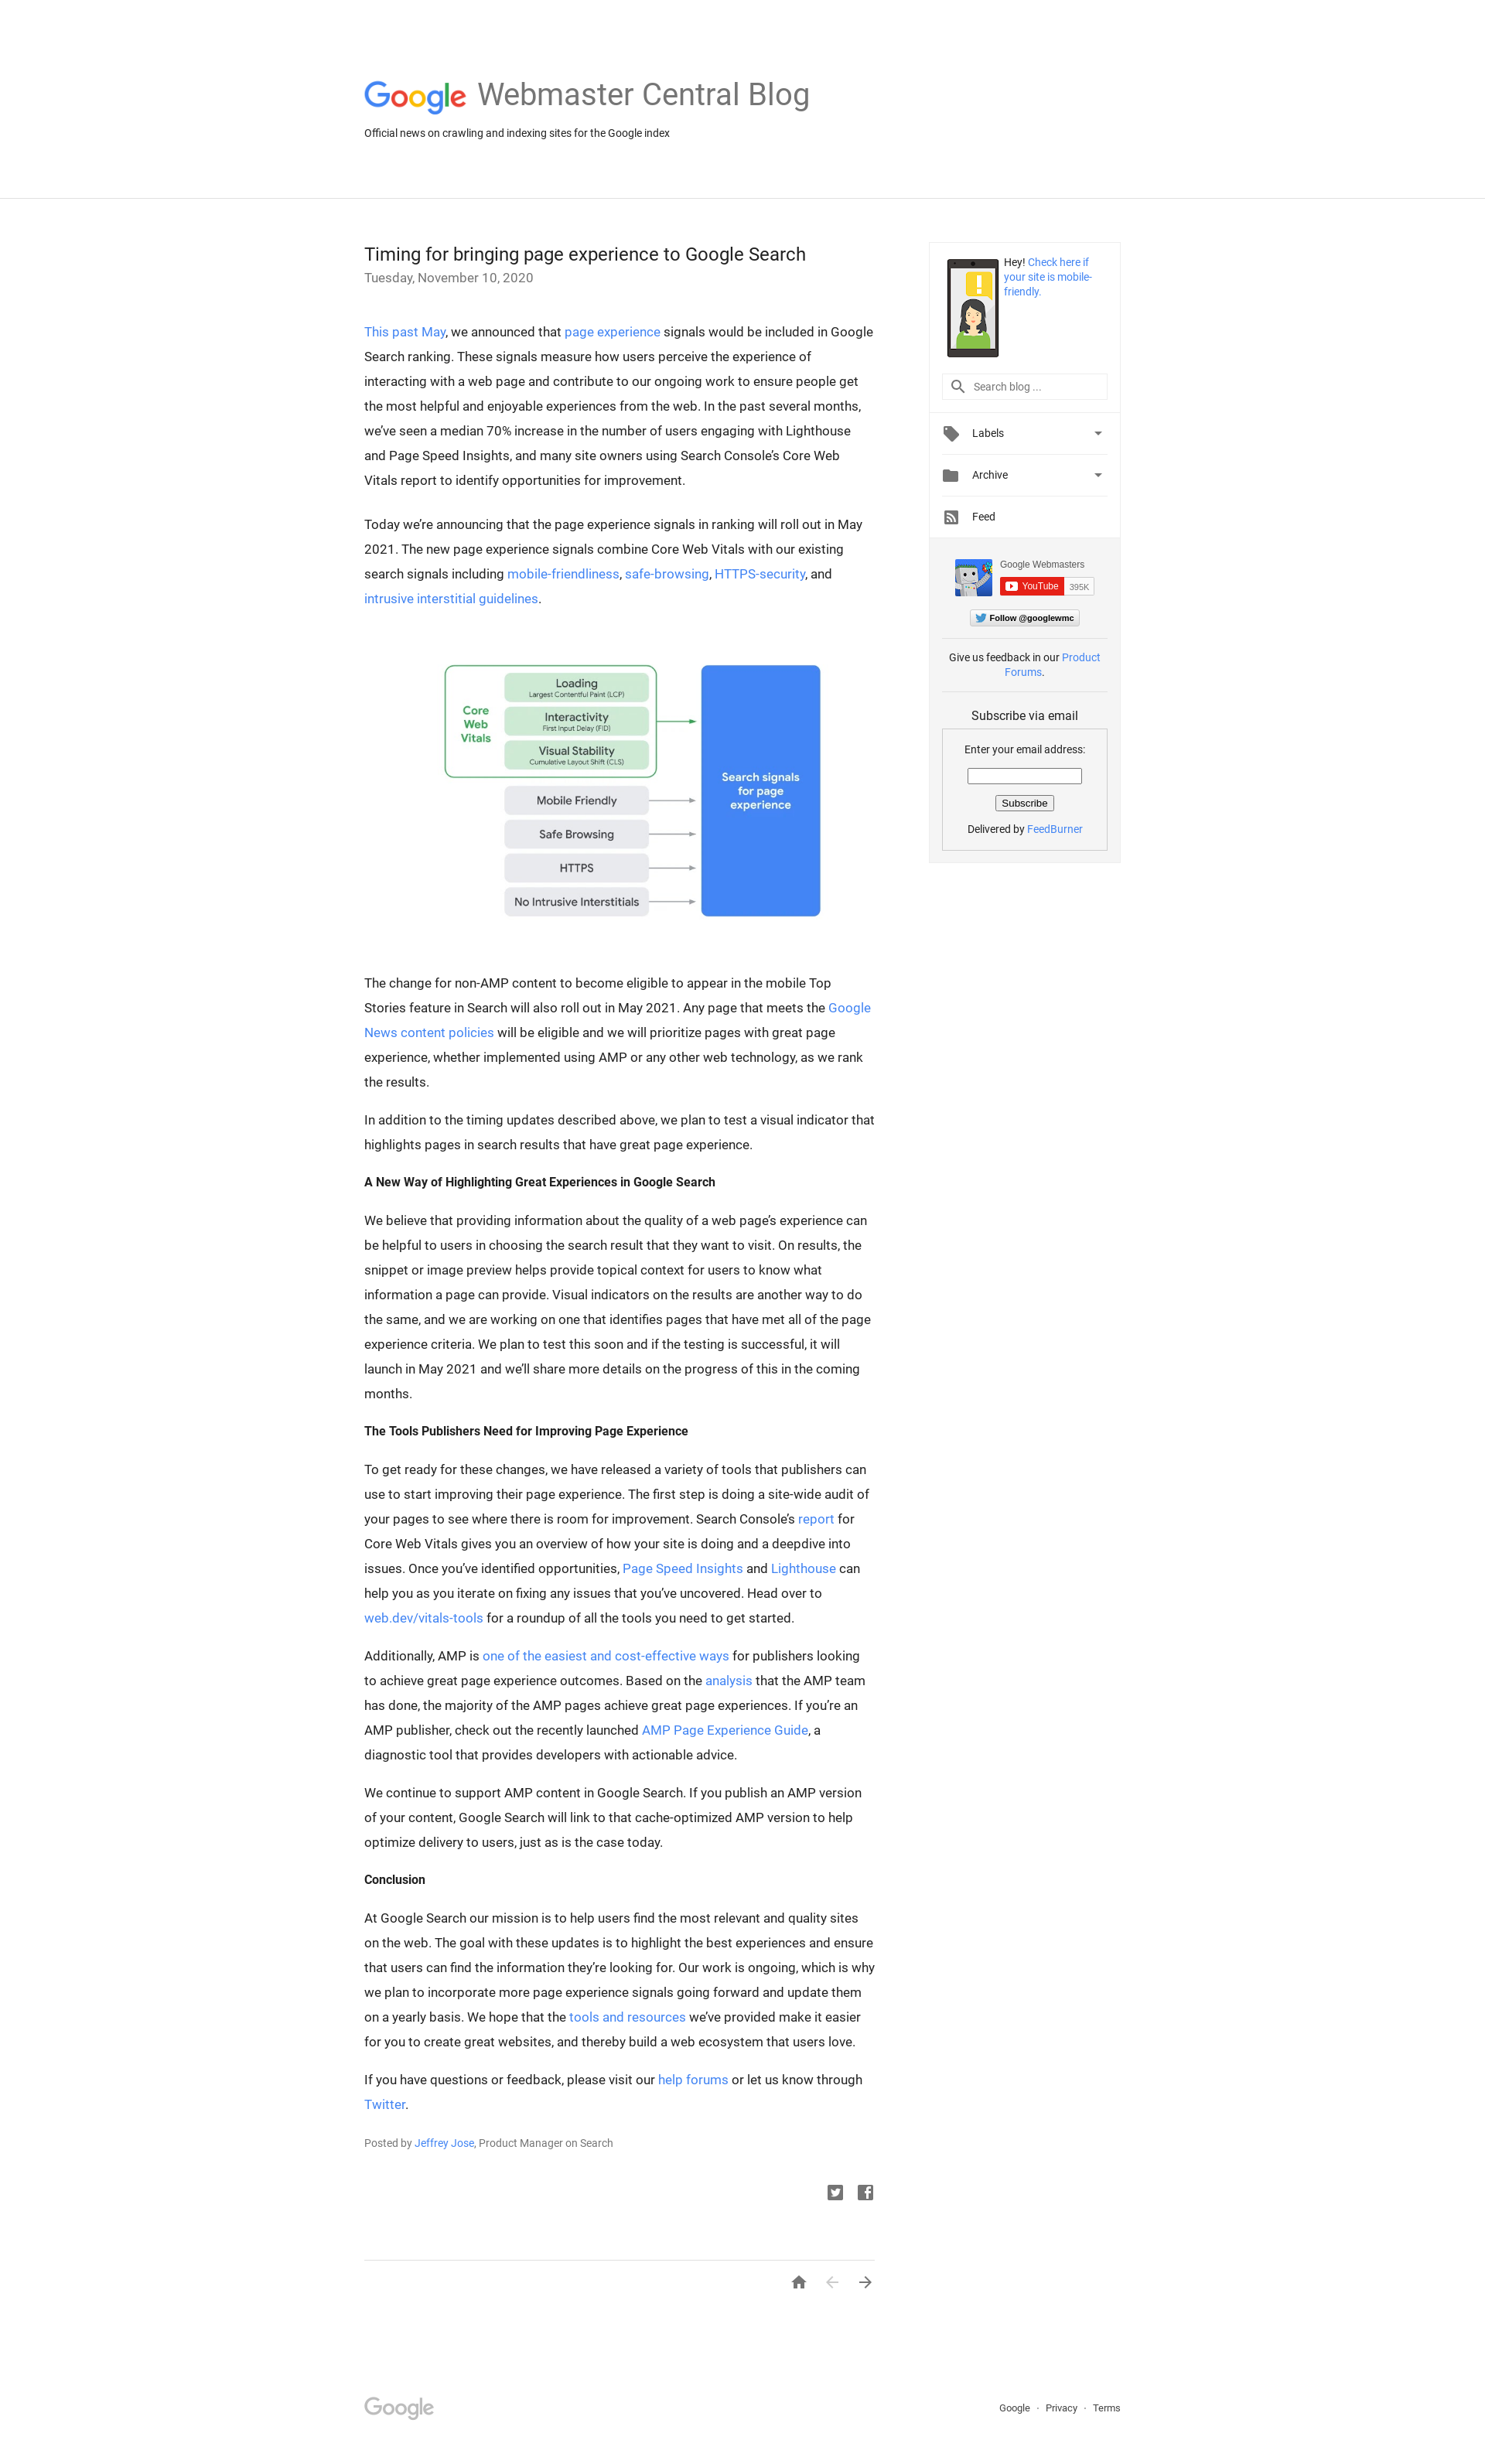 Google Webmaster Central Blog
Official news on crawling and indexing sites for the Google index
Timing for bringing page experience to Google Search
Tuesday, November 10, 2020
This past May, we announced that page experience signals would be included in Google
Search ranking. These signals measure how users perceive the experience of
interacting with a web page and contribute to our ongoing work to ensure people get
the most helpful and enjoyable experiences from the web. In the past several months,
we’ve seen a median 70% increase in the number of users engaging with Lighthouse
and Page Speed Insights, and many site owners using Search Console’s Core Web
Vitals report to identify opportunities for improvement.
Today we’re announcing that the page experience signals in ranking will roll out in May
2021. The new page experience signals combine Core Web Vitals with our existing
search signals including mobile-friendliness, safe-browsing, HTTPS-security, and
intrusive interstitial guidelines.
Core
Web
Vitals
Loading
Largest Contentful Paint (LCP)
Interactivity
First Input Delay (FID)
Visual Stability
Cumulative Layout Shift (CLS)
Mobile Friendly
Safe Browsing
HTTPS
No Intrusive Interstitials
Search signals
for page
experience
The change for non-AMP content to become eligible to appear in the mobile Top
Stories feature in Search will also roll out in May 2021. Any page that meets the Google
News content policies will be eligible and we will prioritize pages with great page
experience, whether implemented using AMP or any other web technology, as we rank
the results.
In addition to the timing updates described above, we plan to test a visual indicator that
highlights pages in search results that have great page experience.
A New Way of Highlighting Great Experiences in Google Search
We believe that providing information about the quality of a web page’s experience can
be helpful to users in choosing the search result that they want to visit. On results, the
snippet or image preview helps provide topical context for users to know what
information a page can provide. Visual indicators on the results are another way to do
the same, and we are working on one that identifies pages that have met all of the page
experience criteria. We plan to test this soon and if the testing is successful, it will
launch in May 2021 and we’ll share more details on the progress of this in the coming
months.
The Tools Publishers Need for Improving Page Experience
To get ready for these changes, we have released a variety of tools that publishers can
use to start improving their page experience. The first step is doing a site-wide audit of
your pages to see where there is room for improvement. Search Console’s report for
Core Web Vitals gives you an overview of how your site is doing and a deepdive into
issues. Once you’ve identified opportunities, Page Speed Insights and Lighthouse can
help you as you iterate on fixing any issues that you’ve uncovered. Head over to
web.dev/vitals-tools for a roundup of all the tools you need to get started.
Additionally, AMP is one of the easiest and cost-effective ways for publishers looking
to achieve great page experience outcomes. Based on the analysis that the AMP team
has done, the majority of the AMP pages achieve great page experiences. If you’re an
AMP publisher, check out the recently launched AMP Page Experience Guide, a
diagnostic tool that provides developers with actionable advice.
We continue to support AMP content in Google Search. If you publish an AMP version
of your content, Google Search will link to that cache-optimized AMP version to help
optimize delivery to users, just as is the case today.
Conclusion
At Google Search our mission is to help users find the most relevant and quality sites
on the web. The goal with these updates is to highlight the best experiences and ensure
that users can find the information they’re looking for. Our work is ongoing, which is why
we plan to incorporate more page experience signals going forward and update them
on a yearly basis. We hope that the tools and resources we’ve provided make it easier
for you to create great websites, and thereby build a web ecosystem that users love.
If you have questions or feedback, please visit our help forums or let us know through
Twitter.
Posted by Jeffrey Jose, Product Manager on Search
Hey! Check here if
your site is mobile-
friendly.
Search blog ...
Labels
Archive
Feed
Google Webmasters
YouTube 395K
Follow @googlewmc
Give us feedback in our Product
Forums.
Subscribe via email
Enter your email address:
Subscribe
Delivered by FeedBurner
Google
Google · Privacy · Terms